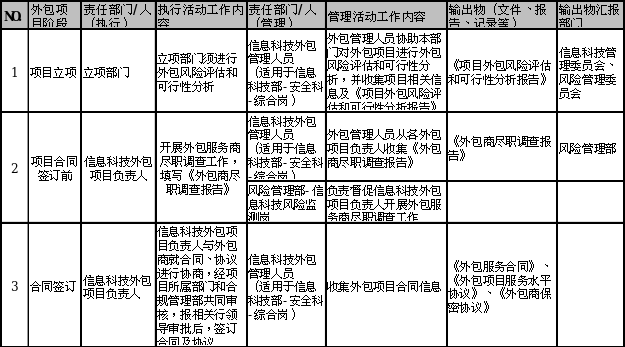 NO.
外包项目阶段
责任部门/人（执行）
执行活动工作内容
责任部门/人（管理）
管理活动工作内容
输出物（文件、报告、记录等）
输出物汇报部门
1
项目立项
立项部门
立项部门须进行
外包风险评估和
可行性分析
信息科技外包
管理人员
（适用于信息
科技部-安全科
-综合岗）
外包管理人员协助本部
门对外包项目进行外包
风险评估和可行性分
析，并收集项目相关信
息及《项目外包风险评
估和可行性分析报告》
《项目外包风险评估
和可行性分析报告》
信息科技管
理委员会、
风险管理委
员会
2
项目合同
签订前
信息科技外包
项目负责人
开展外包服务商
尽职调查工作，
填写《外包商尽
职调查报告》
信息科技外包
管理人员
（适用于信息
科技部-安全科
-综合岗）
外包管理人员从各外包
项目负责人收集《外包
商尽职调查报告》
《外包商尽职调查报
告》
风险管理部
风险管理部-信
息科技风险监
测岗
负责督促信息科技外包
项目负责人开展外包服
务商尽职调查工作
3
合同签订
信息科技外包
项目负责人
信息科技外包项
目负责人与外包
商就合同、协议
进行协商，经项
目所属部门和合
规管理部共同审
核，报相关行领
导审批后，签订
合同及协议
信息科技外包
管理人员
（适用于信息
科技部-安全科
-综合岗）
收集外包项目合同信息
《外包服务合同》、
《外包项目服务水平
协议》、《外包商保
密协议》